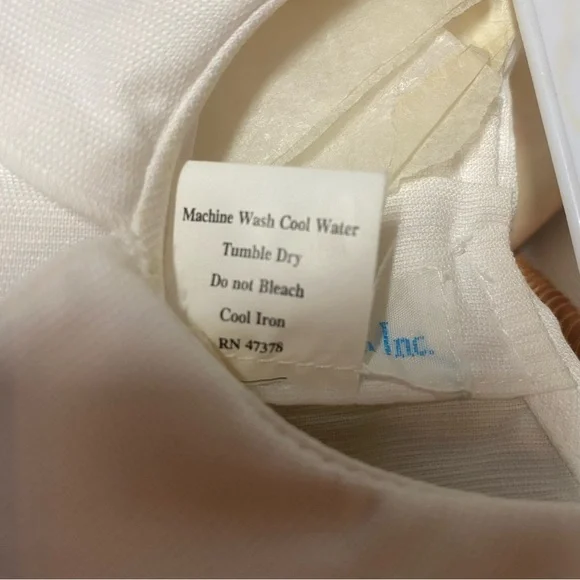 Machine Wash Cool Water
Tumble Dry
Do not Bleach
Cool Iron
RN 47378
Inc.